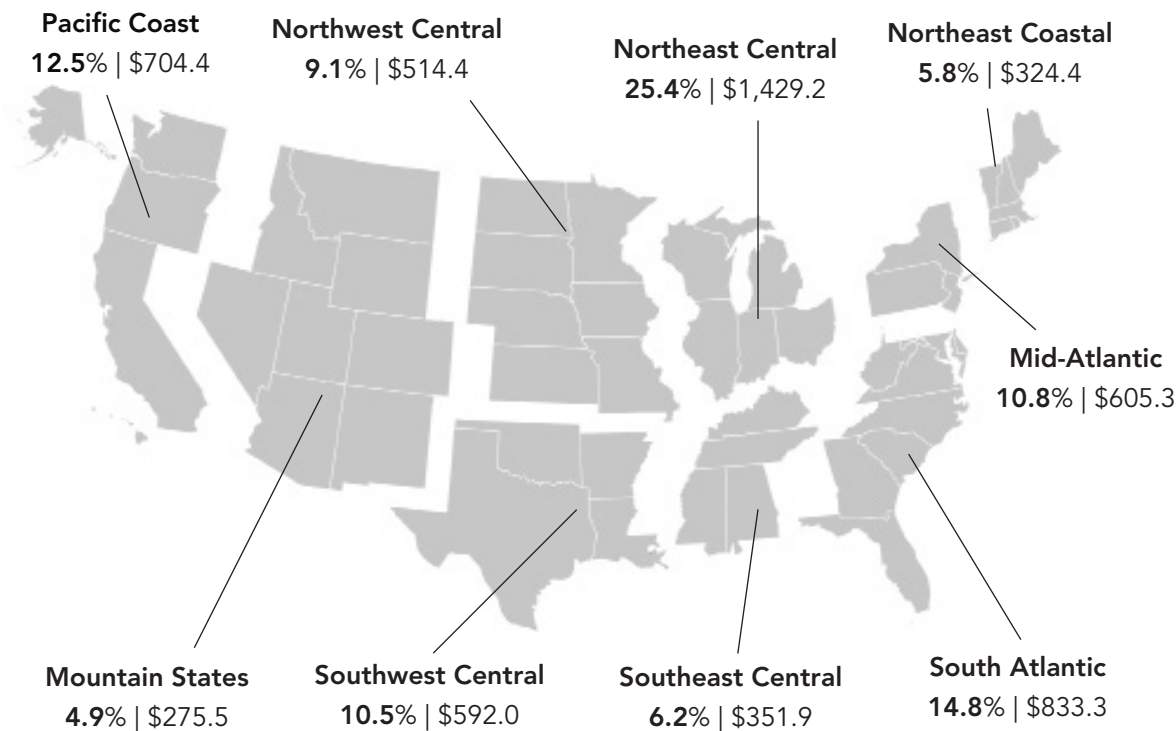 Pacific Coast
12.5% | $704.4
Northwest Central
9.1% | $514.4
Northeast Central
25.4% | $1,429.2
Northeast Coastal
5.8% | $324.4
Mid-Atlantic
10.8% | $605.3
Mountain States
4.9% | $275.5
Southwest Central
10.5% | $592.0
Southeast Central
6.2% | $351.9
South Atlantic
14.8% | $833.3